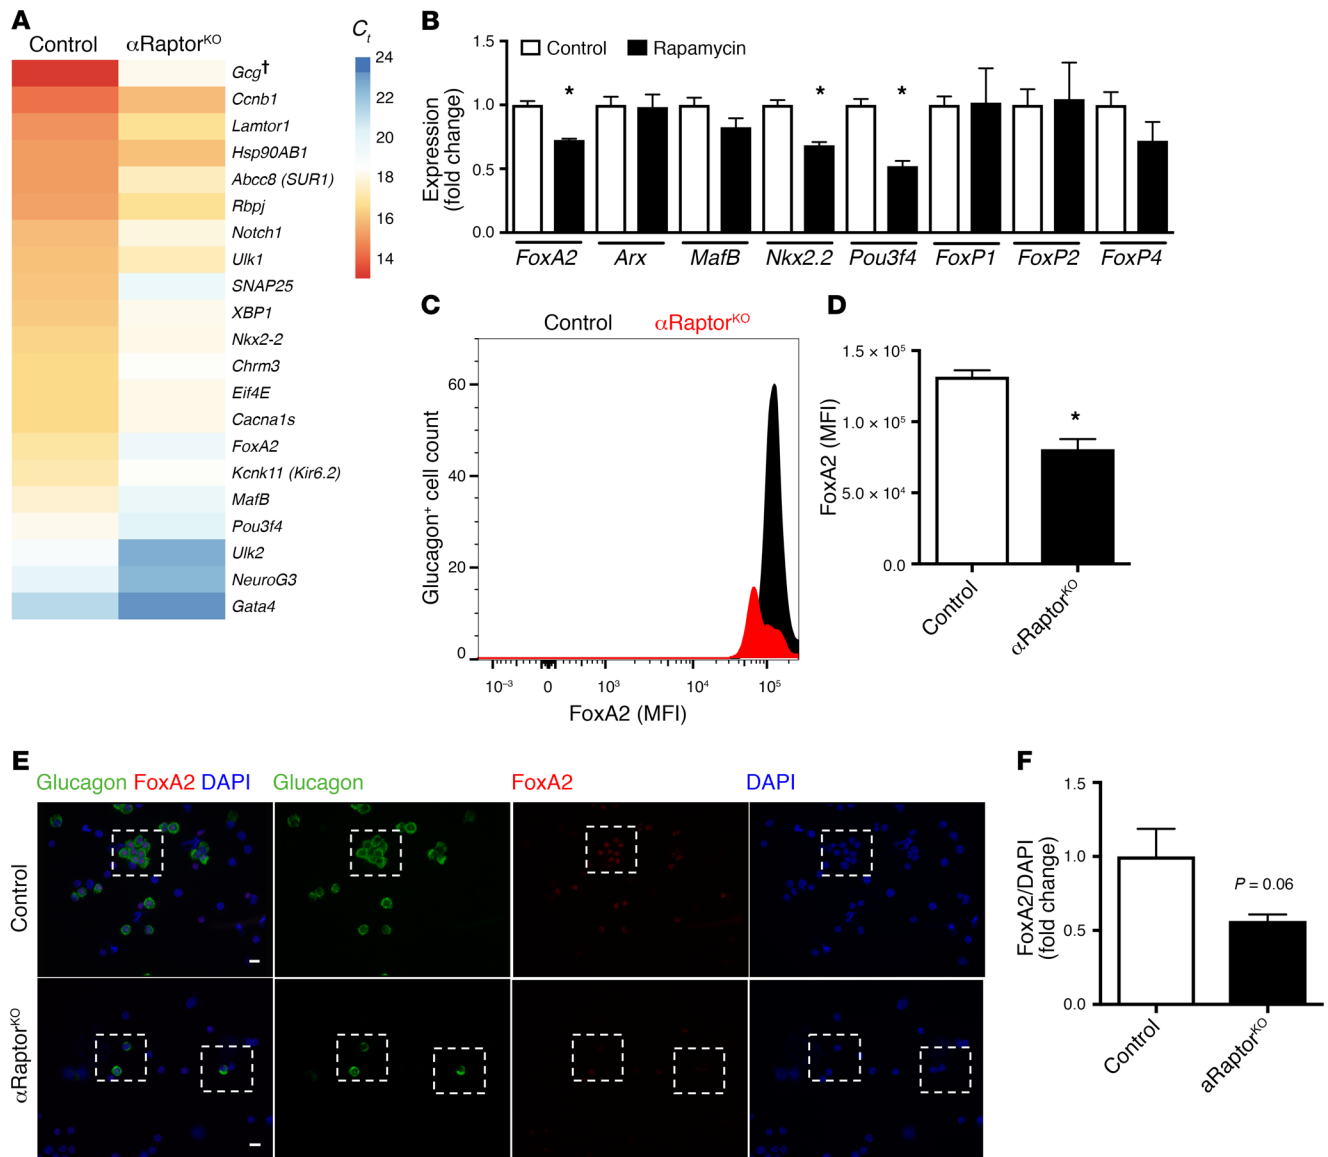 A
Control αRaptorKO
Ct
Gcg†
Ccnb1
Lamtor1
Hsp90AB1
Abcc8 (SUR1)
Rbpj
Notch1
Ulk1
SNAP25
XBP1
Nkx2-2
Chrm3
Eif4E
Cacna1s
FoxA2
Kcnk11 (Kir6.2)
MafB
Pou3f4
Ulk2
NeuroG3
Gata4
24
22
20
18
16
14
B
Control Rapamycin
Expression
(fold change)
1.5
1.0
0.5
0.0
* * *
FoxA2 Arx MafB Nkx2.2 Pou3f4 FoxP1 FoxP2 FoxP4
C
Control αRaptorKO
Glucagon+ cell count
60
40
20
0
10−3 0 103 104 105
FoxA2 (MFI)
D
FoxA2 (MFI)
1.5 × 105
1.0 × 105
5.0 × 104
0.0
*
Control
αRaptorKO
E
Glucagon FoxA2 DAPI Glucagon FoxA2 DAPI
Control
αRaptorKO
F
FoxA2/DAPI
(fold change)
1.5
1.0
0.5
0.0
P = 0.06
Control
aRaptorKO